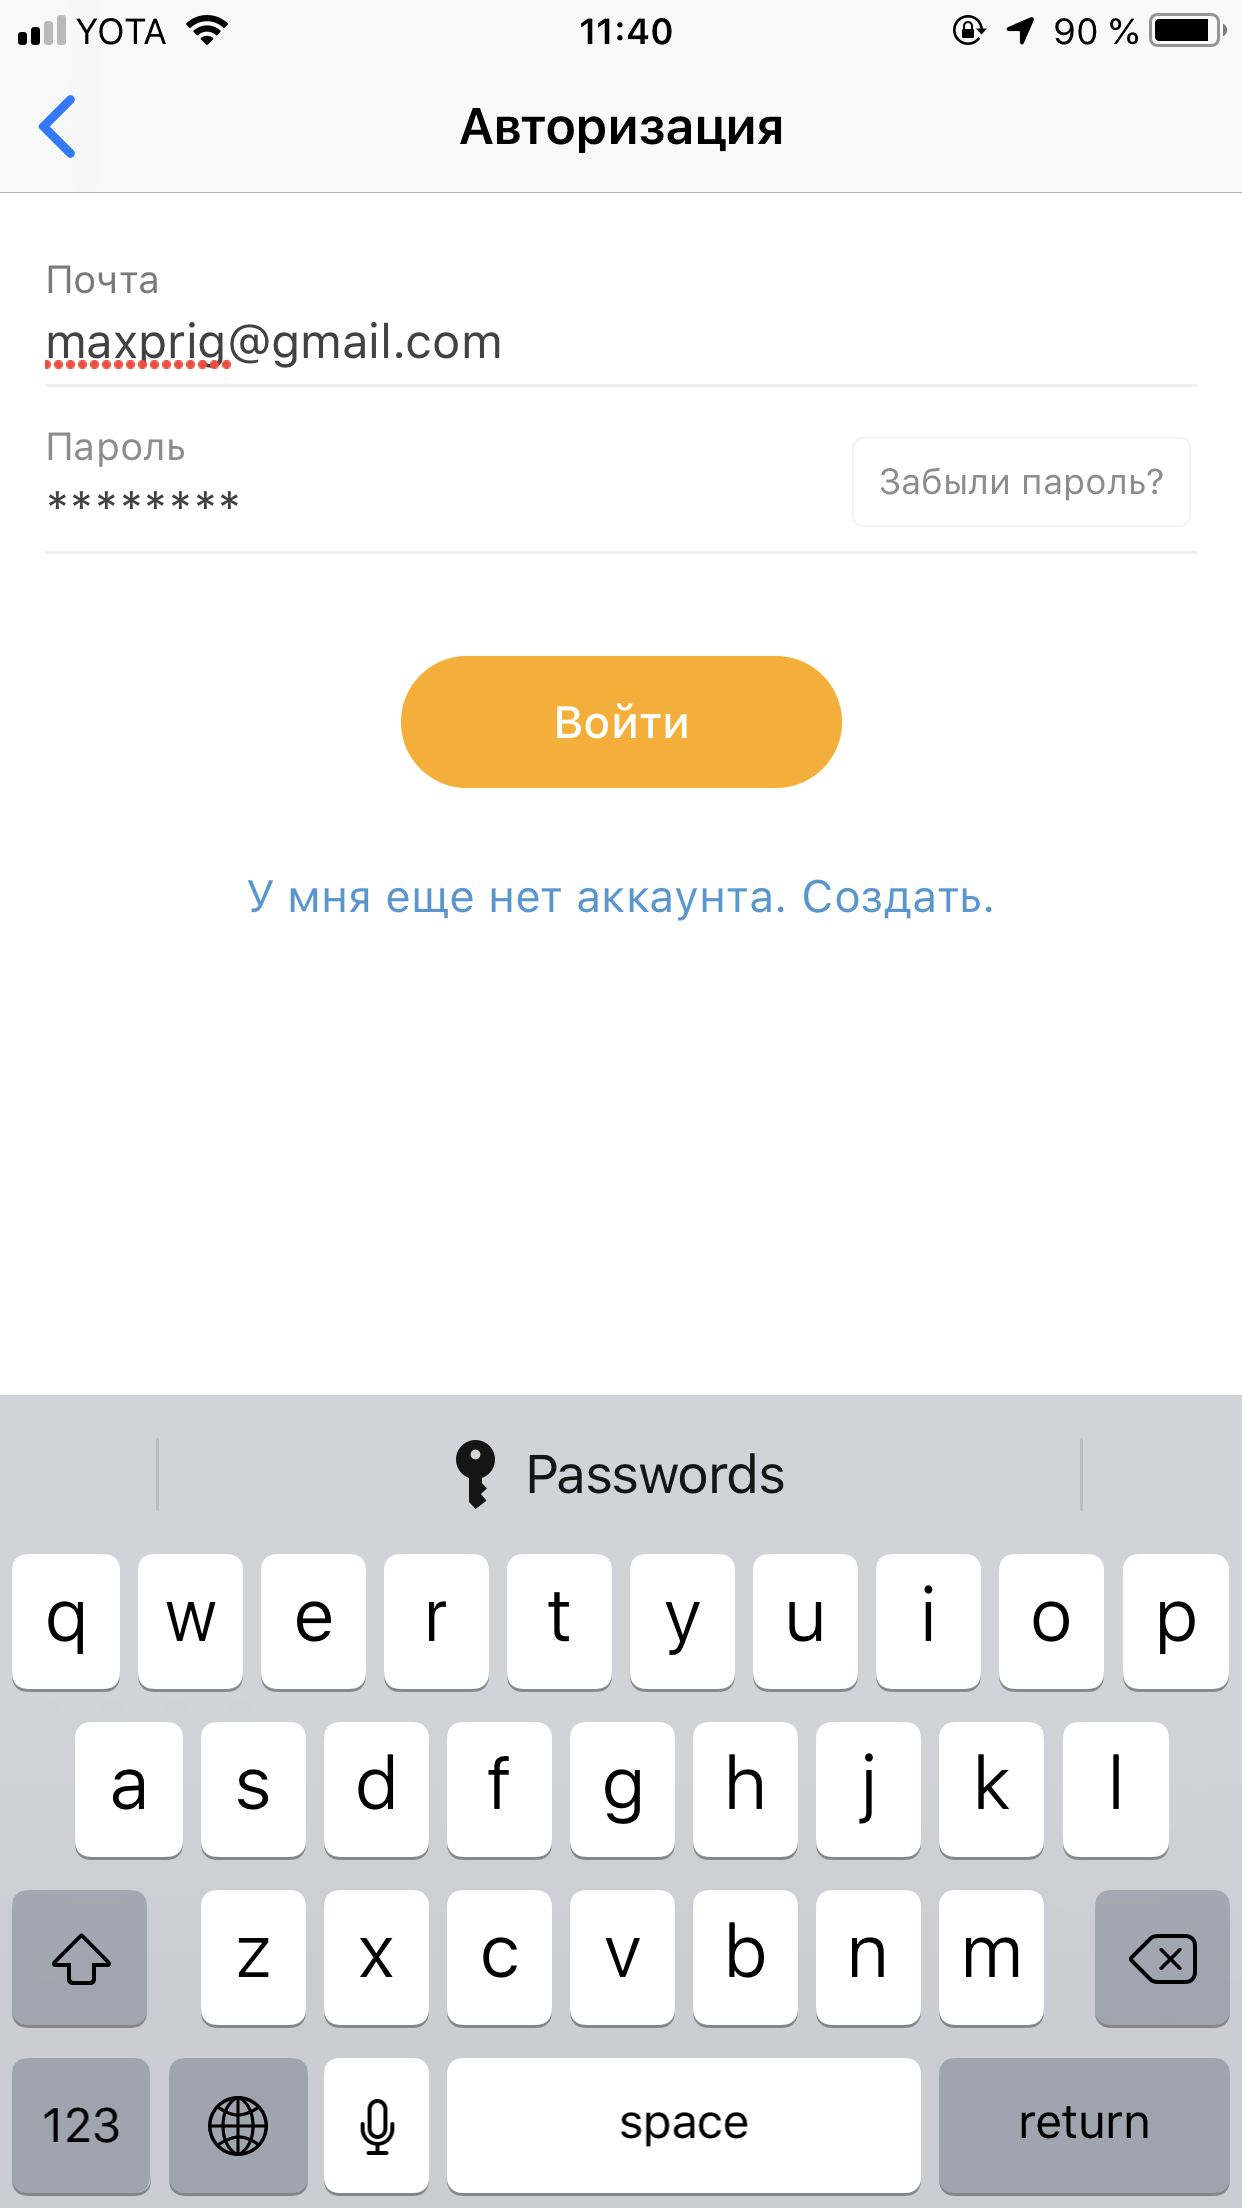 YOTA 11:40 90 %
Авторизация
Почта
maxprig@gmail.com
Пароль
********
Забыли пароль?
Войти
У мня еще нет аккаунта. Создать.
Passwords
q w e r t y u i o p
a s d f g h j k l
z x c v b n m
123 space return